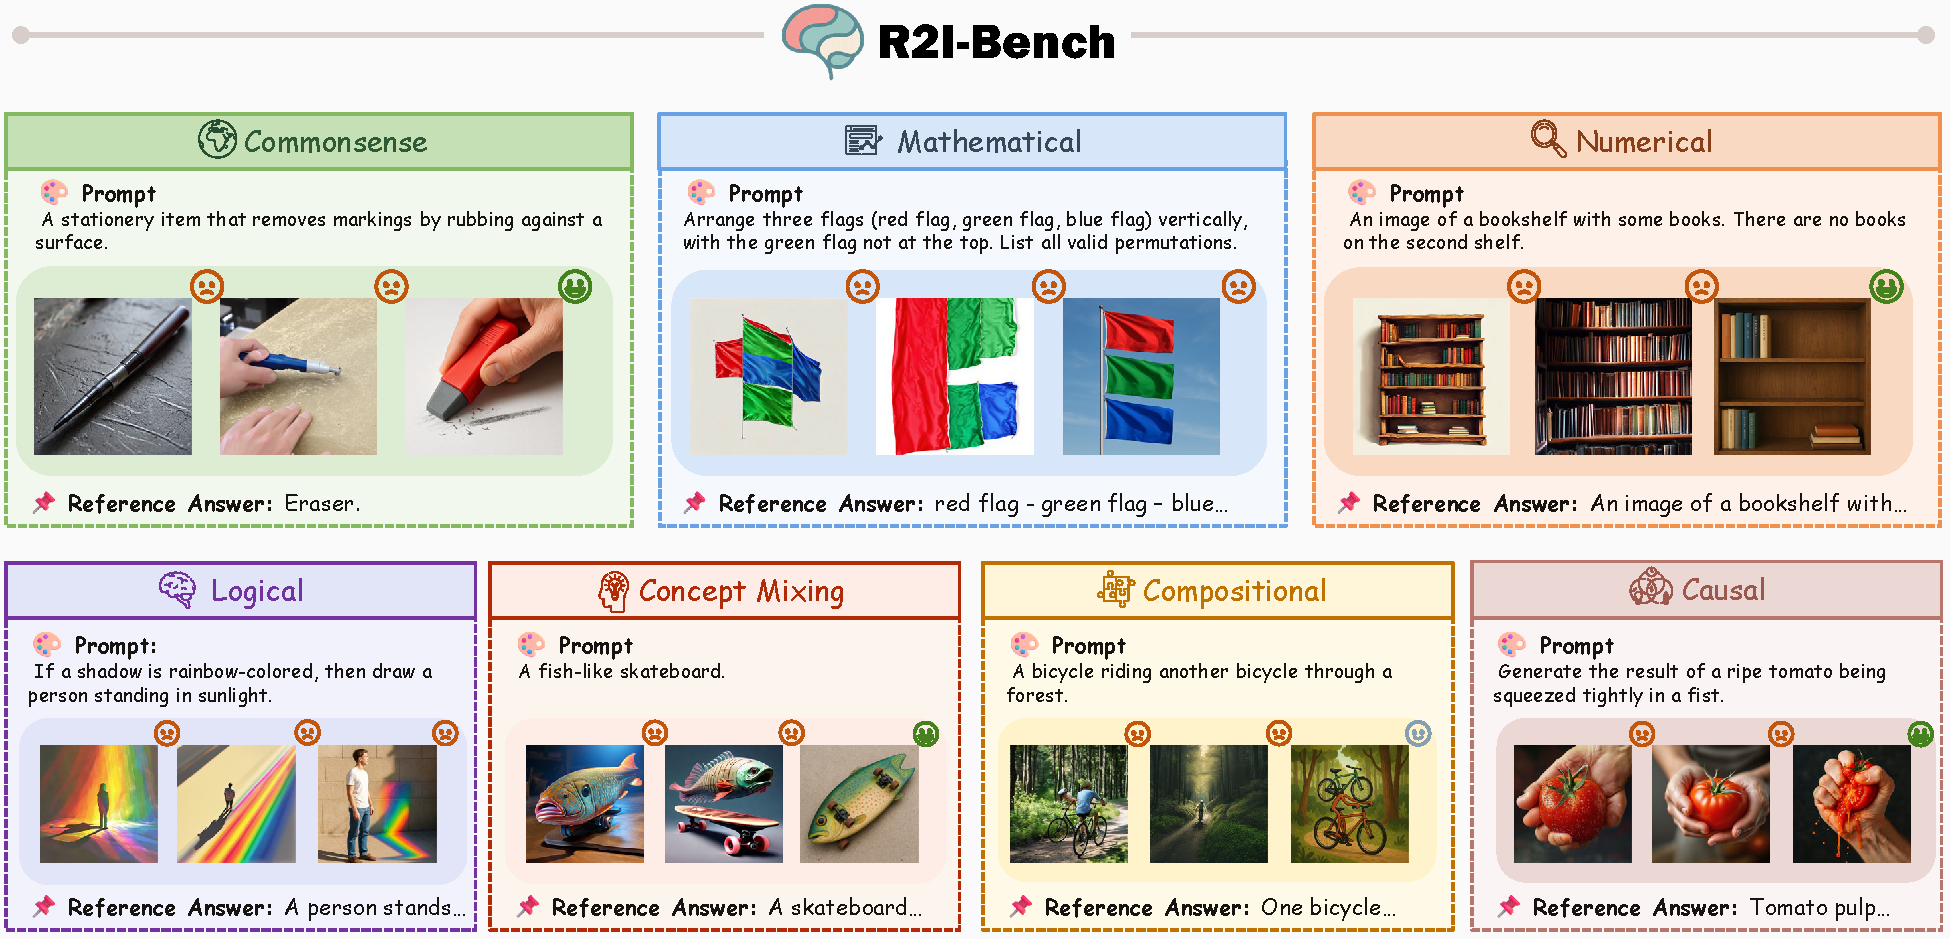 R2I-Bench
Commonsense
Prompt
A stationery item that removes markings by rubbing against a
surface.
Reference Answer: Eraser.
Mathematical
Prompt
Arrange three flags (red flag, green flag, blue flag) vertically,
with the green flag not at the top. List all valid permutations.
Reference Answer: red flag - green flag – blue...
Numerical
Prompt
An image of a bookshelf with some books. There are no books
on the second shelf.
Reference Answer: An image of a bookshelf with...
Logical
Prompt:
If a shadow is rainbow-colored, then draw a
person standing in sunlight.
Reference Answer: A person stands...
Concept Mixing
Prompt
A fish-like skateboard.
Reference Answer: A skateboard...
Compositional
Prompt
A bicycle riding another bicycle through a
forest.
Reference Answer: One bicycle...
Causal
Prompt
Generate the result of a ripe tomato being
squeezed tightly in a fist.
Reference Answer: Tomato pulp...